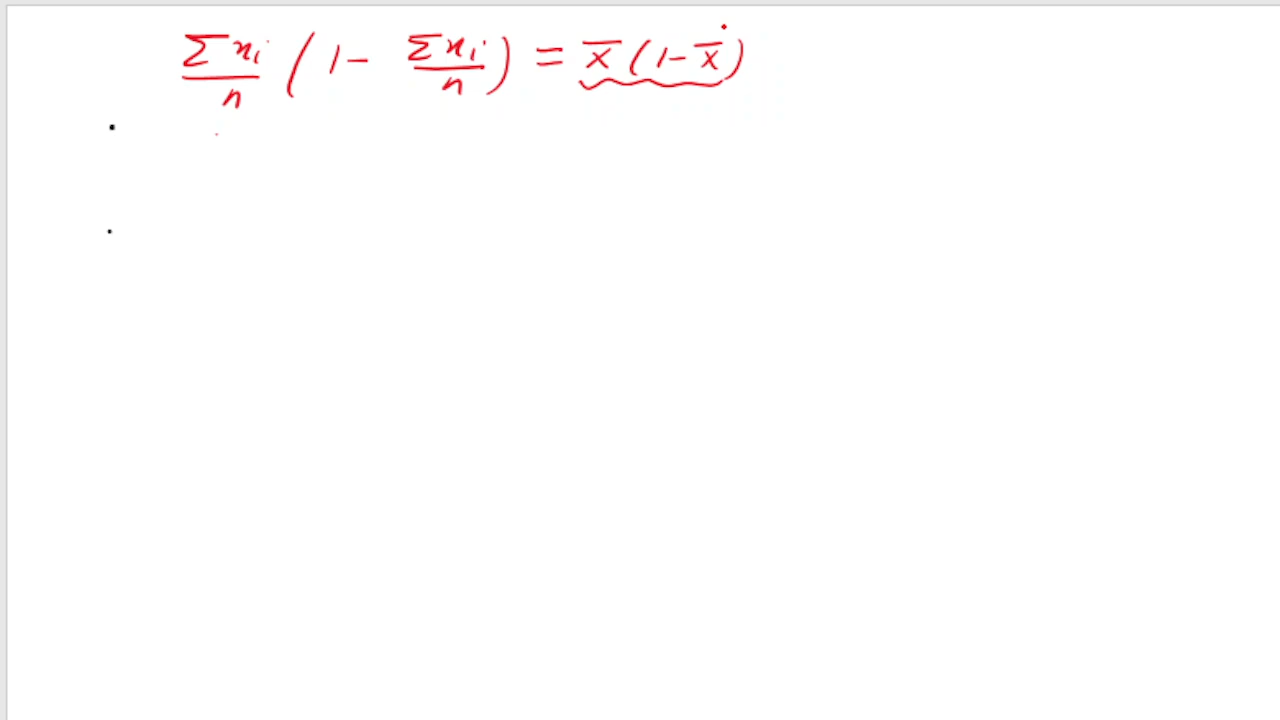 Σxi/n (1 - Σxi/n) = x̄ (1 - x̄)